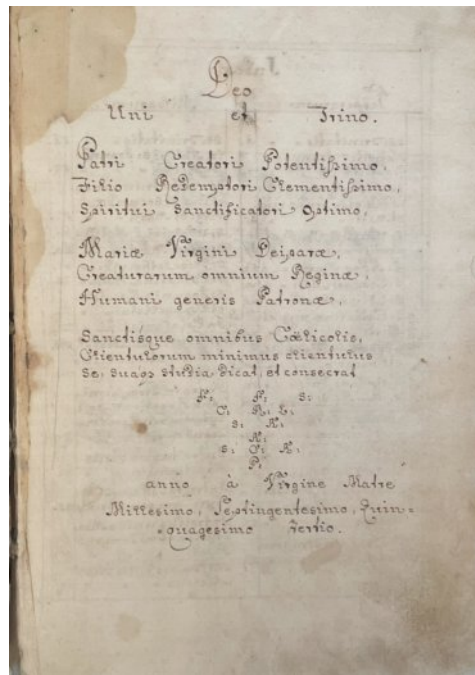 Deo
Uni et Trino.
Patri Creatori Potentißimo,
Filio Redemptori Clementißimo,
Spiritui Sanctificatori optimo,
Mariæ Virgini Deiparæ,
Creaturarum omnium Reginæ,
Humani generis Patronæ,
Sanctisque omnibus Cœlicolis,
Clientulorum minimus clientulus
Se, suaqs studia dicat, et consecrat
S:
C: R: L:
S:
S:
P:
anno à Virgine Matre
Millesimo, Septingentesimo, Quin=
quagesimo tertio.